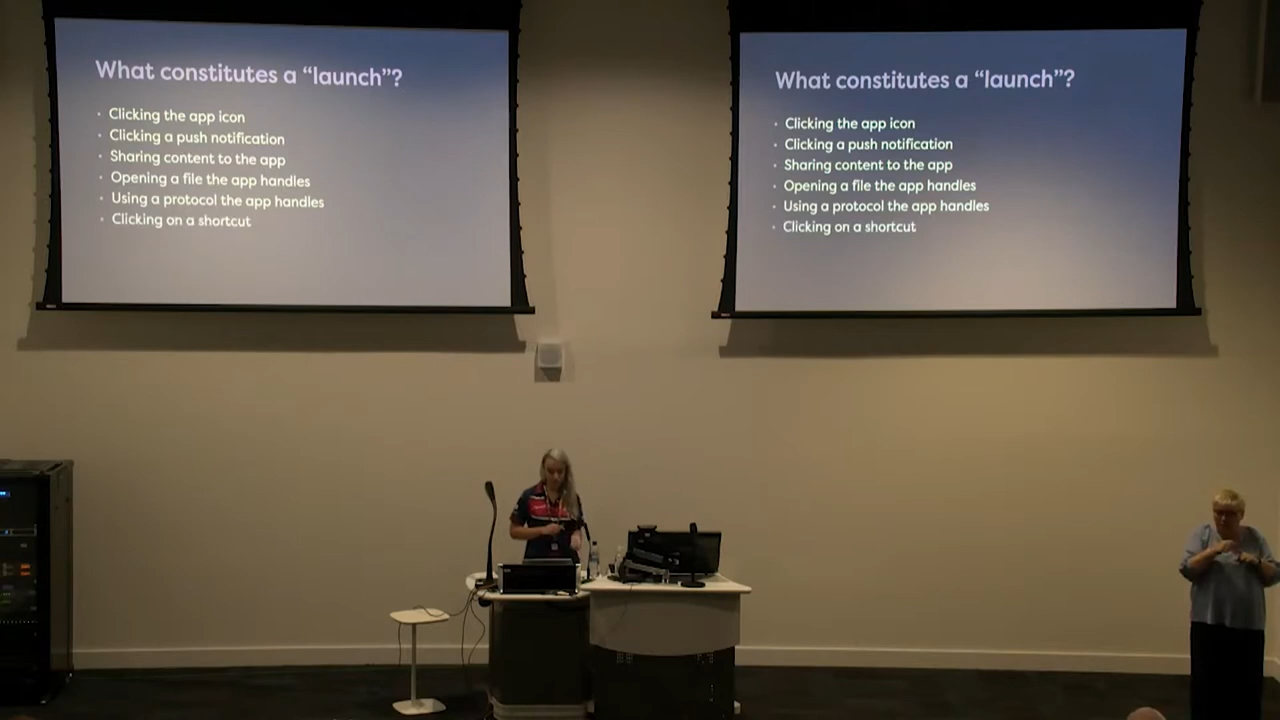 What constitutes a “launch”?
· Clicking the app icon
· Clicking a push notification
· Sharing content to the app
· Opening a file the app handles
· Using a protocol the app handles
· Clicking on a shortcut
What constitutes a “launch”?
· Clicking the app icon
· Clicking a push notification
· Sharing content to the app
· Opening a file the app handles
· Using a protocol the app handles
· Clicking on a shortcut